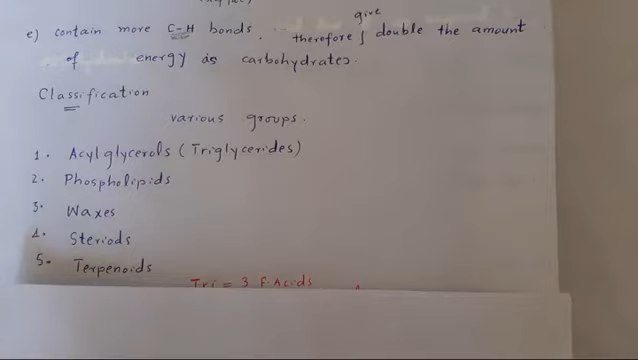 give
e) contain more C-H bonds, therefore double the amount
of energy as carbohydrates.
Classification
various groups.
1. Acylglycerols (Triglycerides)
2. Phospholipids
3. Waxes
4. Steriods
5. Terpenoids
Tri = 3 F.Acids